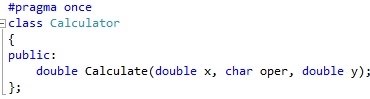 #pragma once
class Calculator
{
public:
    double Calculate(double x, char oper, double y);
};